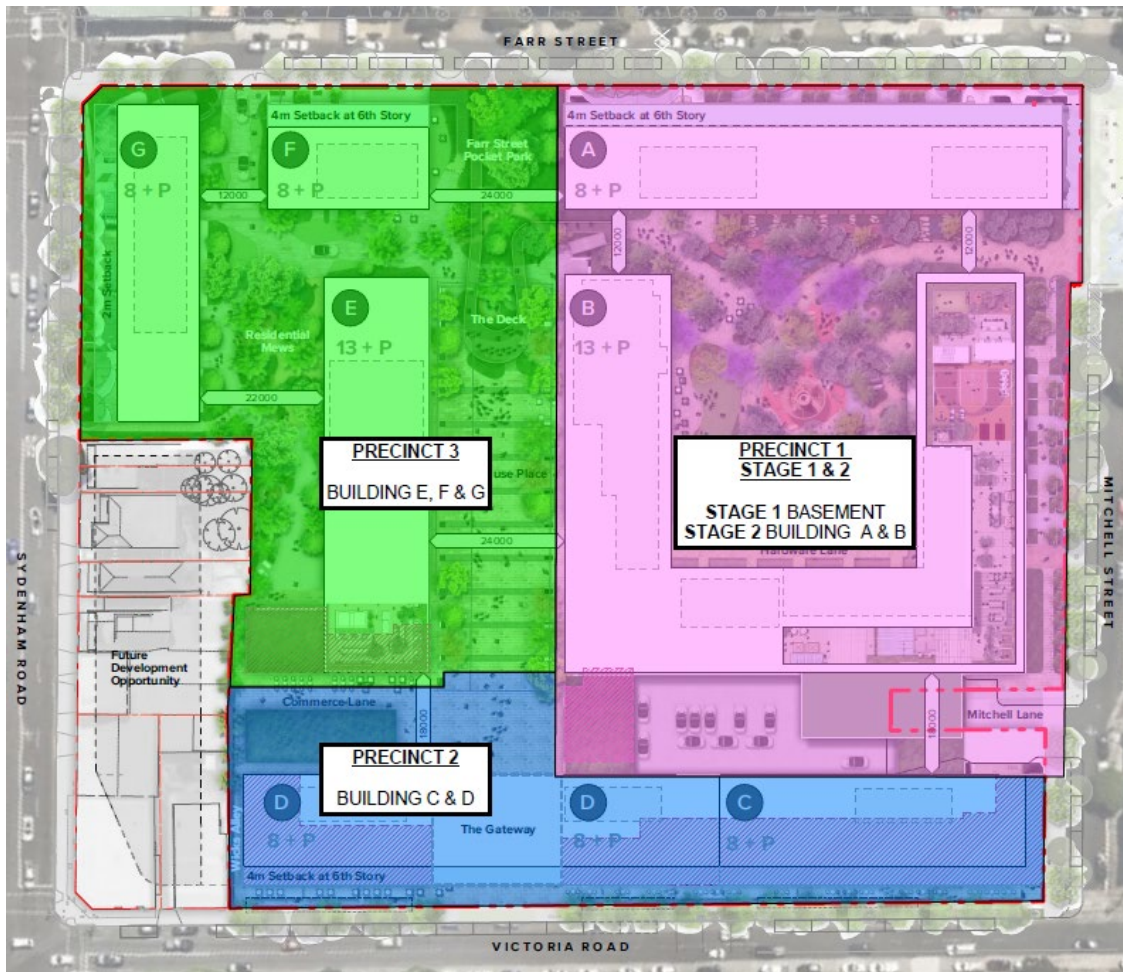 FARR STREET
4m Setback at 6th Story
4m Setback at 6th Story
G
8 + P
F
8 + P
Farr Street
Pocket Park
A
8 + P
12000
24000
12000
12000
2m Setback
E
13 + P
Residential
Mews
The Deck
B
13 + P
22000
PRECINCT 3
BUILDING E, F & G
use Place
PRECINCT 1
STAGE 1 & 2
STAGE 1 BASEMENT
STAGE 2 BUILDING A & B
Hardware Lane
24000
MITCHELL STREET
SYDENHAM ROAD
Future
Development
Opportunity
Commerce Lane
18000
18000
Mitchell Lane
PRECINCT 2
BUILDING C & D
D
8 + P
The Gateway
D
8 + P
C
8 + P
4m Setback at 6th Story
VICTORIA ROAD